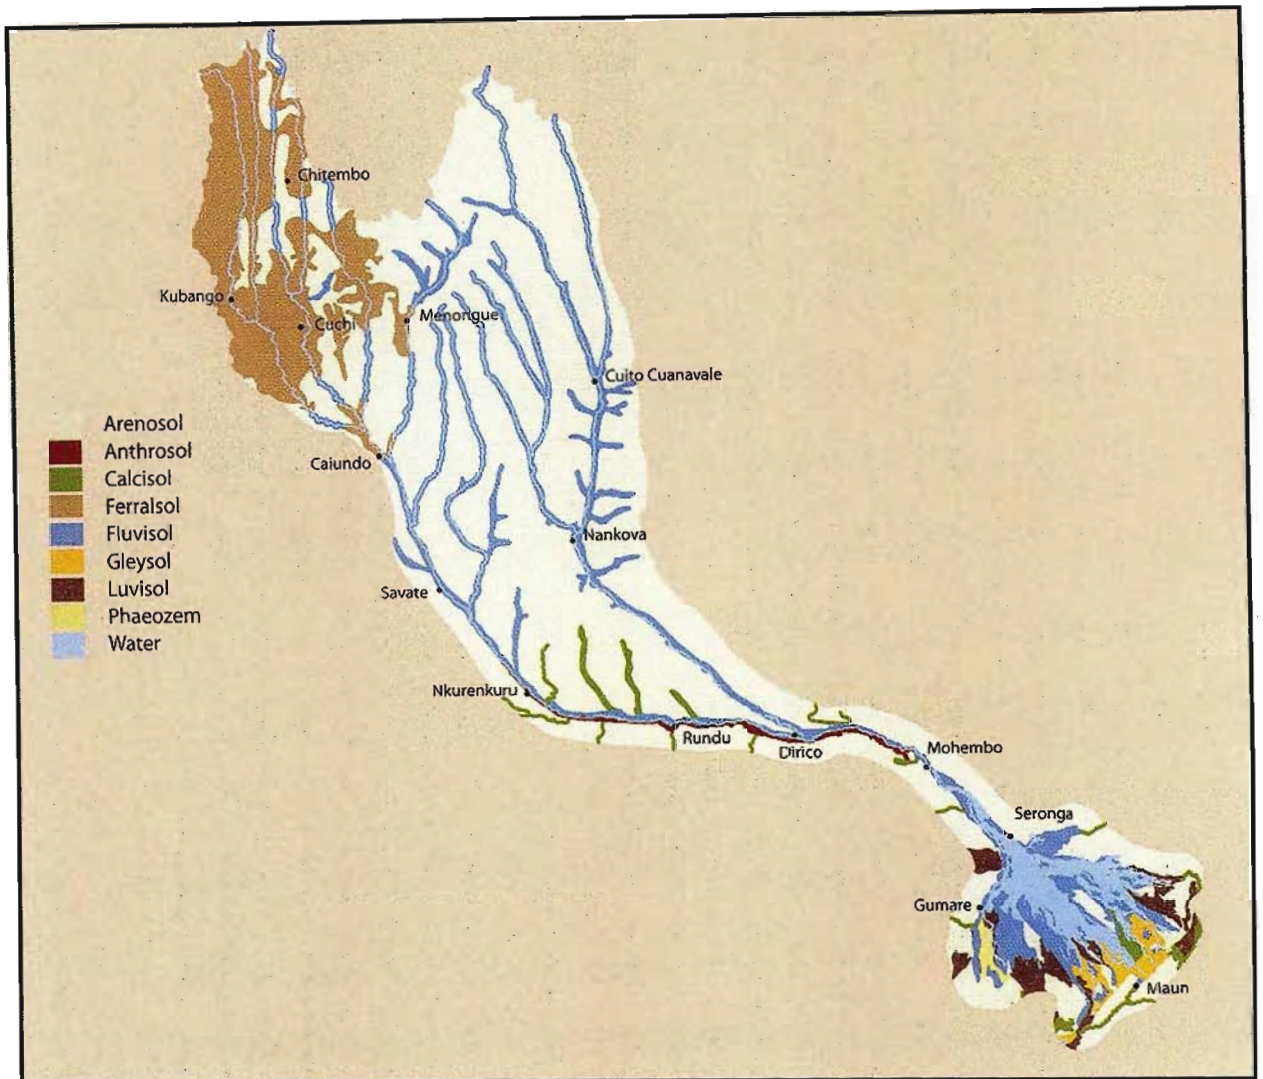 Chitembo
Kubango
Cuchi
Menongue
Cuito Cuanavale
Arenosol
Anthrosol
Calcisol
Ferralsol
Fluvisol
Gleysol
Luvisol
Phaeozem
Water
Caiundo
Nankova
Savate
Nkurenkuru
Rundu
Dirico
Mohembo
Seronga
Gumare
Maun